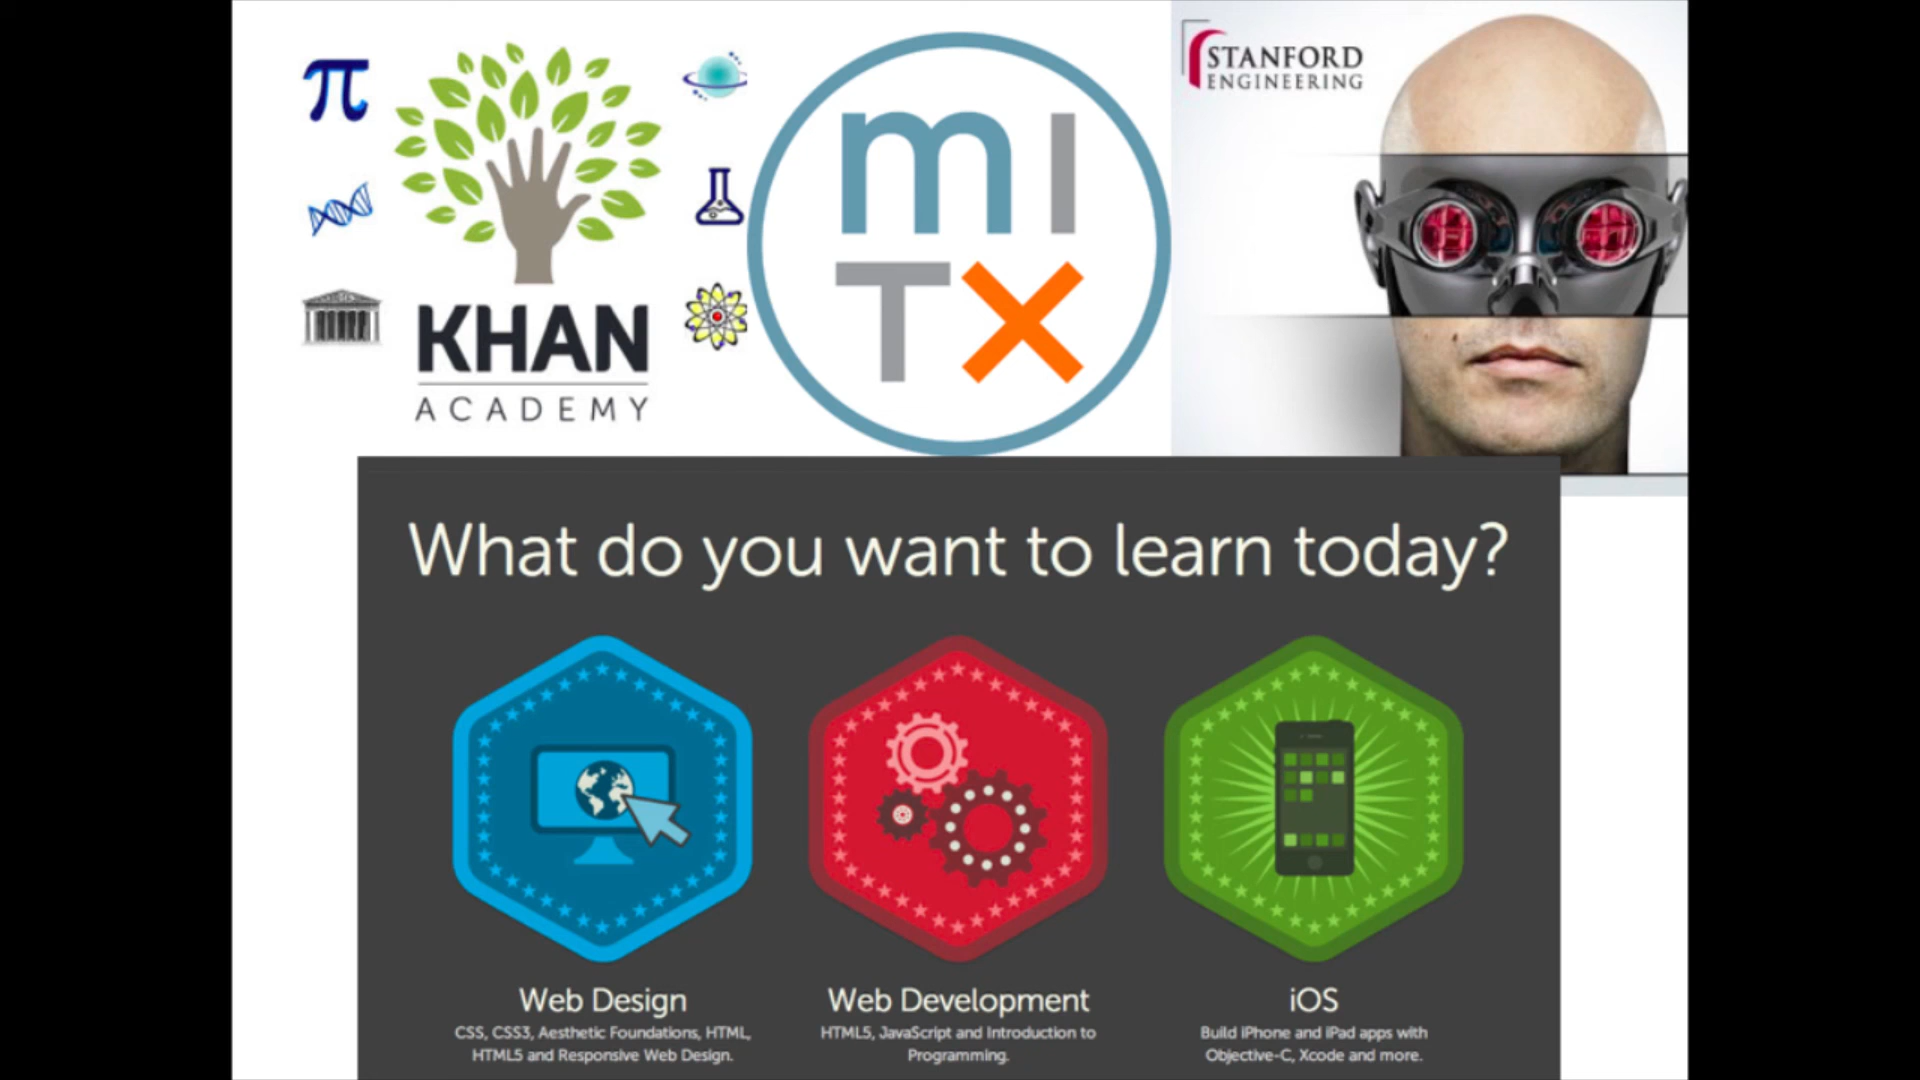 π
KHAN
ACADEMY
mI
TX
STANFORD
ENGINEERING
What do you want to learn today?
Web Design
CSS, CSS3, Aesthetic Foundations, HTML,
HTML5 and Responsive Web Design.
Web Development
HTML5, JavaScript and Introduction to
Programming.
iOS
Build iPhone and iPad apps with
Objective-C, Xcode and more.